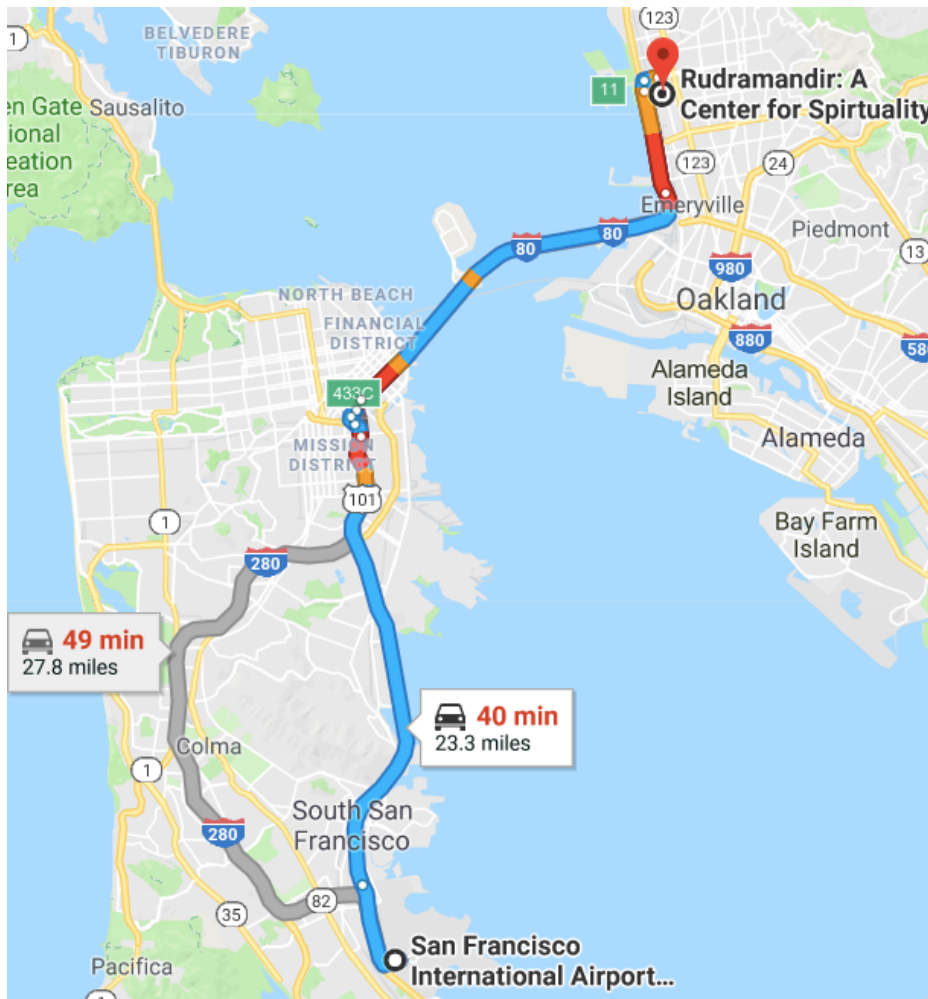 123
1
BELVEDERE
TIBURON
11
Rudramandir: A
Center for Spirtuality
en Gate
ional
eation
rea
Sausalito
123
24
Emeryville
Piedmont
80
80
13
980
NORTH BEACH
Oakland
FINANCIAL
DISTRICT
880
580
Alameda
Island
433C
MISSION
DISTRICT
Alameda
101
1
Bay Farm
Island
280
49 min
27.8 miles
40 min
23.3 miles
Colma
1
South San
Francisco
280
82
35
San Francisco
International Airport...
Pacifica
1